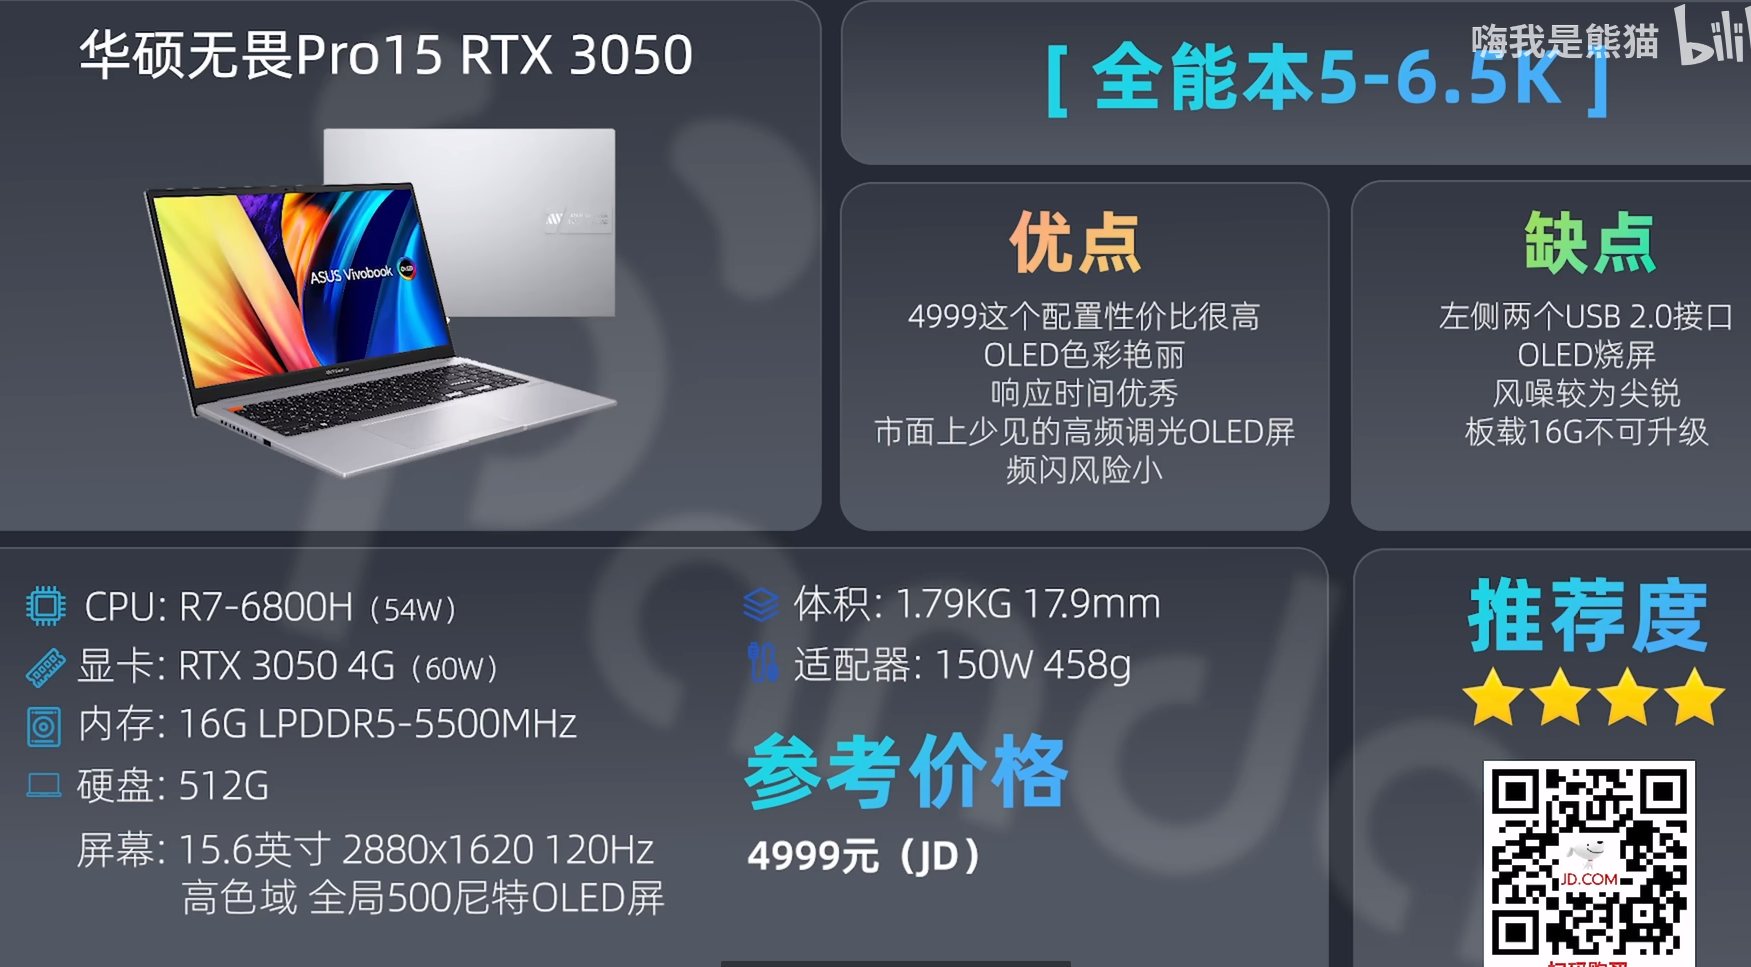 华硕无畏Pro15 RTX 3050
ASUS Vivobook
[ 全能本5-6.5K ]
嗨我是熊猫
bili
优点
4999这个配置性价比很高
OLED色彩艳丽
响应时间优秀
市面上少见的高频调光OLED屏
频闪风险小
缺点
左侧两个USB 2.0接口
OLED烧屏
风噪较为尖锐
板载16G不可升级
CPU: R7-6800H（54W）
显卡: RTX 3050 4G（60W）
内存: 16G LPDDR5-5500MHz
硬盘: 512G
屏幕: 15.6英寸 2880x1620 120Hz
高色域 全局500尼特OLED屏
体积: 1.79KG 17.9mm
适配器: 150W 458g
参考价格
4999元（JD）
推荐度
JD.COM
Panda